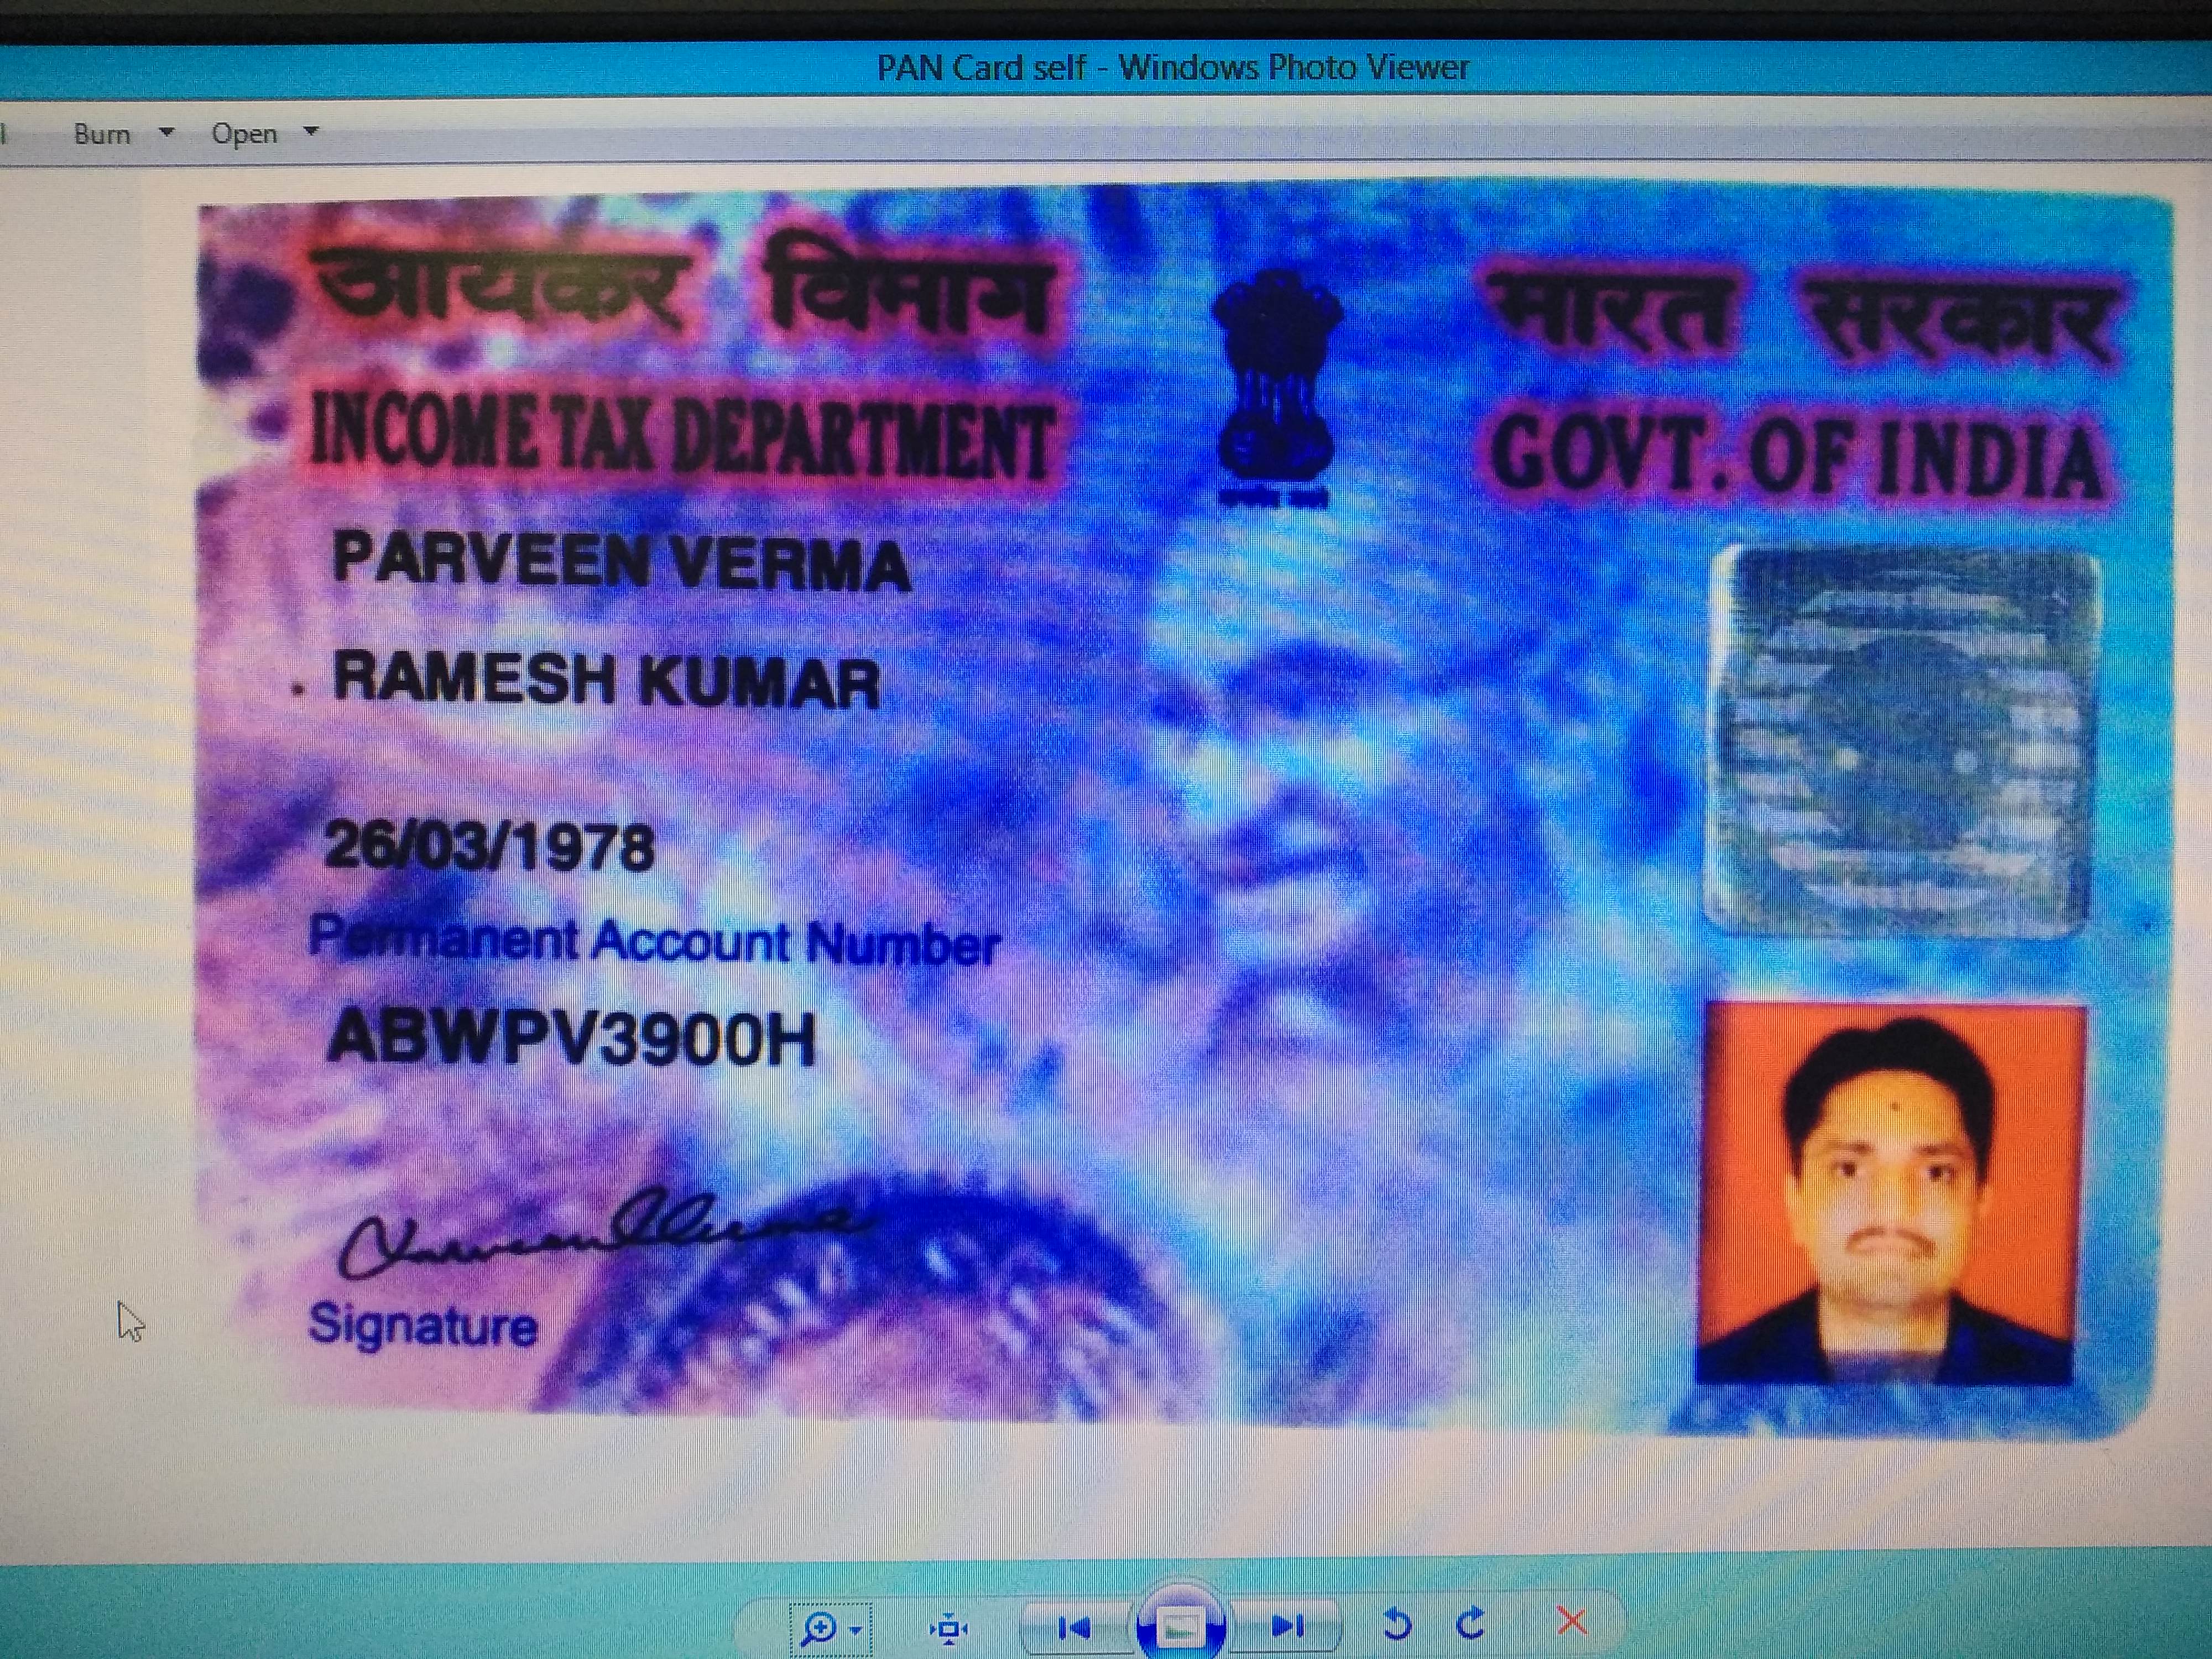 PAN Card self - Windows Photo Viewer
Burn Open
आयकर विभाग
भारत सरकार
INCOME TAX DEPARTMENT
GOVT. OF INDIA
PARVEEN VERMA
RAMESH KUMAR
26/03/1978
Permanent Account Number
ABWPV3900H
Signature